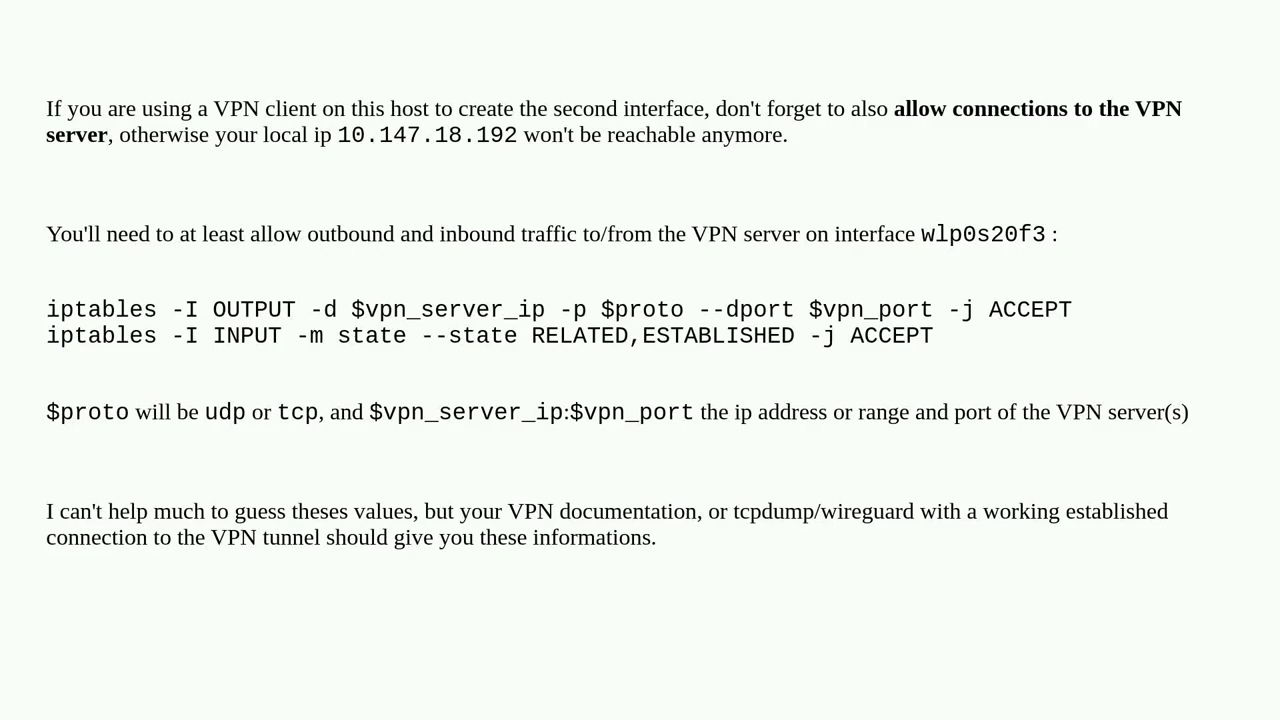 If you are using a VPN client on this host to create the second interface, don't forget to also allow connections to the VPN
server, otherwise your local ip 10.147.18.192 won't be reachable anymore.
You'll need to at least allow outbound and inbound traffic to/from the VPN server on interface wlp0s20f3 :
iptables -I OUTPUT -d $vpn_server_ip -p $proto --dport $vpn_port -j ACCEPT
iptables -I INPUT -m state --state RELATED,ESTABLISHED -j ACCEPT
$proto will be udp or tcp, and $vpn_server_ip:$vpn_port the ip address or range and port of the VPN server(s)
I can't help much to guess theses values, but your VPN documentation, or tcpdump/wireguard with a working established
connection to the VPN tunnel should give you these informations.